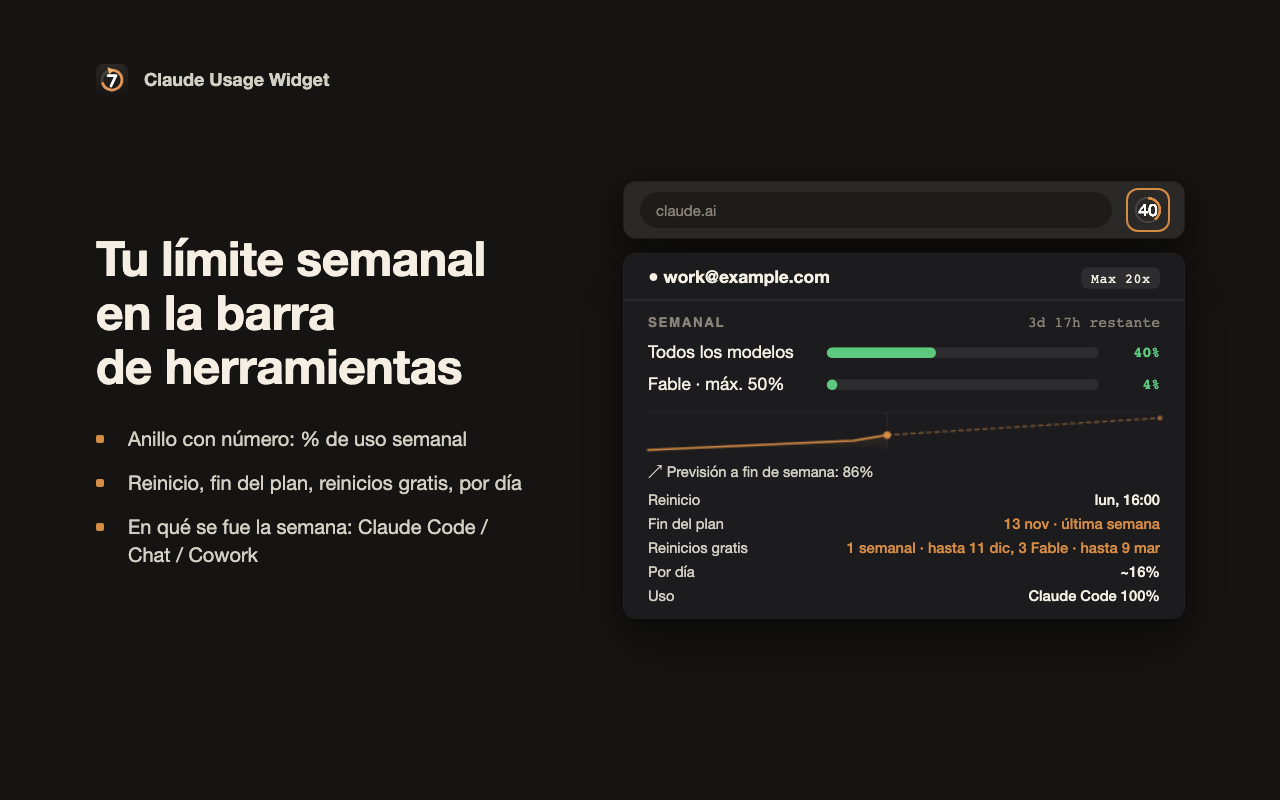 7 Claude Usage Widget
Tu límite semanal
en la barra
de herramientas
Anillo con número: % de uso semanal
Reinicio, fin del plan, reinicios gratis, por día
En qué se fue la semana: Claude Code /
Chat / Cowork
claude.ai 40
work@example.com Max 20x
SEMANAL 3d 17h restante
Todos los modelos 40%
Fable · máx. 50% 4%
↗ Previsión a fin de semana: 86%
Reinicio lun, 16:00
Fin del plan 13 nov · última semana
Reinicios gratis 1 semanal · hasta 11 dic, 3 Fable · hasta 9 mar
Por día ~16%
Uso Claude Code 100%